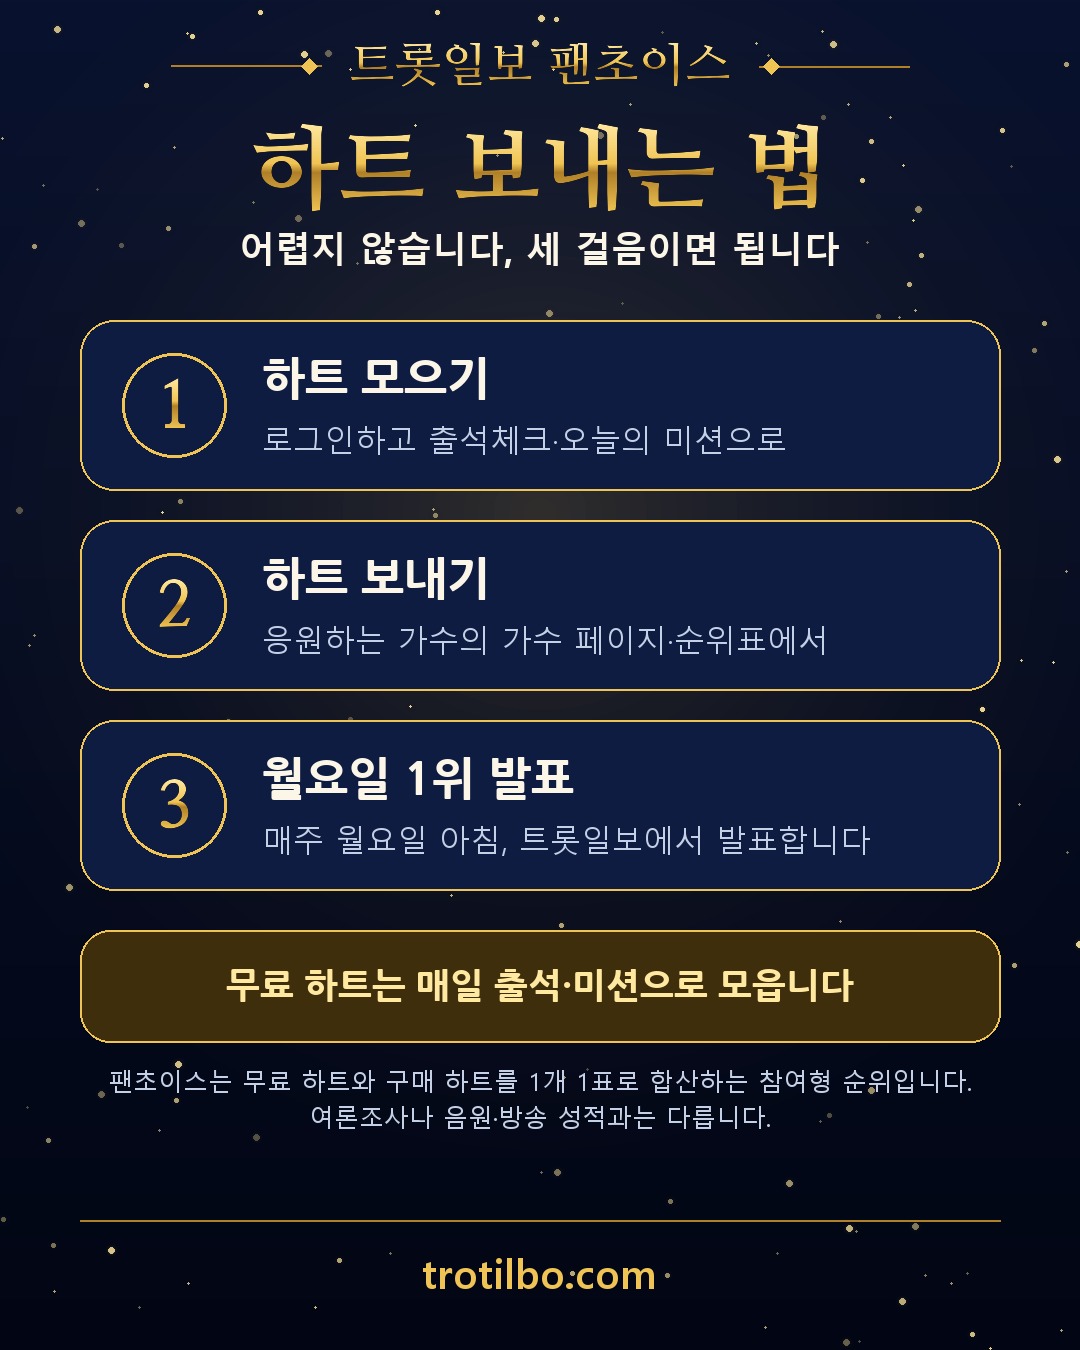 트롯일보 팬초이스
하트 보내는 법
어렵지 않습니다, 세 걸음이면 됩니다
1
하트 모으기
로그인하고 출석체크·오늘의 미션으로
2
하트 보내기
응원하는 가수의 가수 페이지·순위표에서
3
월요일 1위 발표
매주 월요일 아침, 트롯일보에서 발표합니다
무료 하트는 매일 출석·미션으로 모읍니다
팬초이스는 무료 하트와 구매 하트를 1개 1표로 합산하는 참여형 순위입니다.
여론조사나 음원·방송 성적과는 다릅니다.
trotilbo.com